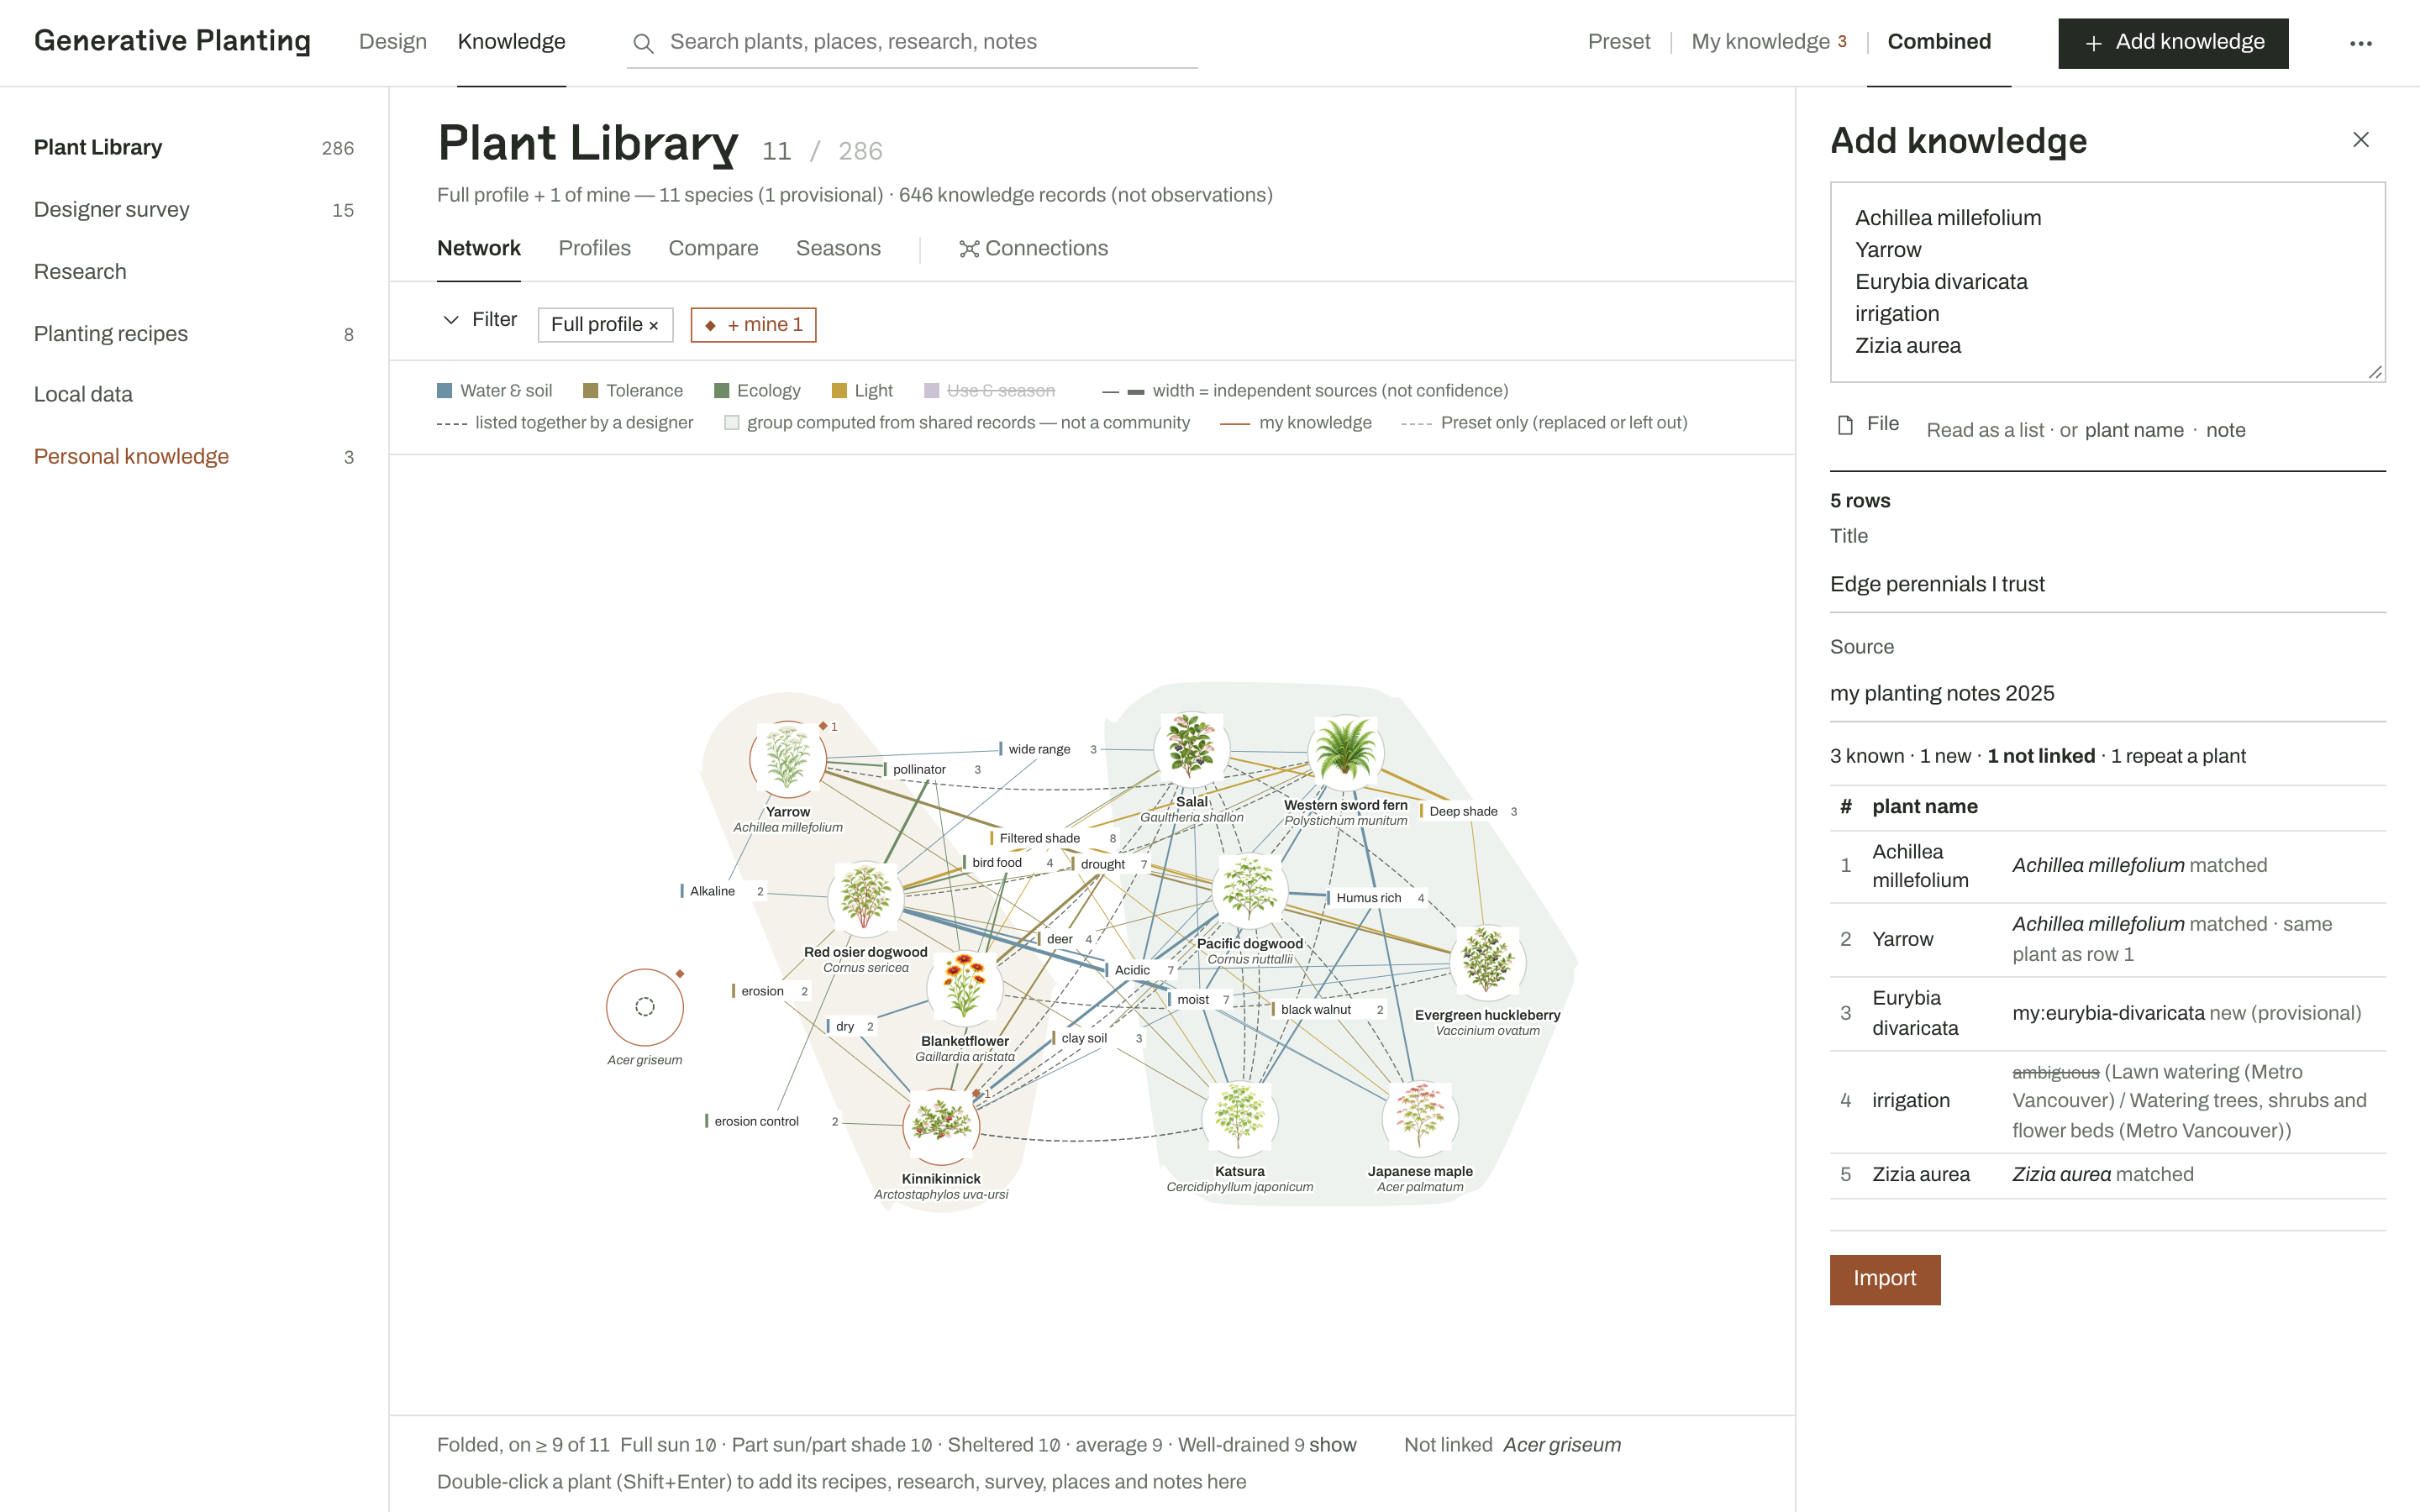 Generative Planting
Design
Knowledge
Search plants, places, research, notes
Preset
My knowledge 3
Combined
+ Add knowledge
Plant Library 286
Designer survey 15
Research
Planting recipes 8
Local data
Personal knowledge 3
Plant Library 11 / 286
Full profile + 1 of mine — 11 species (1 provisional) · 646 knowledge records (not observations)
Network
Profiles
Compare
Seasons
Connections
Filter
Full profile ×
◆ + mine 1
Water & soil
Tolerance
Ecology
Light
Use & season
width = independent sources (not confidence)
listed together by a designer
group computed from shared records — not a community
my knowledge
Preset only (replaced or left out)
◆ 1
Yarrow
Achillea millefolium
wide range 3
pollinator 3
Salal
Gaultheria shallon
Western sword fern
Polystichum munitum
Deep shade 3
Filtered shade 8
bird food 4
drought 7
Alkaline 2
Humus rich 4
Red osier dogwood
Cornus sericea
deer 4
Pacific dogwood
Cornus nuttallii
Acidic 7
erosion 2
moist 7
black walnut 2
Evergreen huckleberry
Vaccinium ovatum
dry 2
Blanketflower
Gaillardia aristata
clay soil 3
Acer griseum
◆ 1
erosion control 2
Kinnikinnick
Arctostaphylos uva-ursi
Katsura
Cercidiphyllum japonicum
Japanese maple
Acer palmatum
Folded, on ≥ 9 of 11 Full sun 10 · Part sun/part shade 10 · Sheltered 10 · average 9 · Well-drained 9 show
Not linked Acer griseum
Double-click a plant (Shift+Enter) to add its recipes, research, survey, places and notes here
Add knowledge
Achillea millefolium
Yarrow
Eurybia divaricata
irrigation
Zizia aurea
File
Read as a list · or plant name · note
5 rows
Title
Edge perennials I trust
Source
my planting notes 2025
3 known · 1 new · 1 not linked · 1 repeat a plant
# plant name
1 Achillea millefolium Achillea millefolium matched
2 Yarrow Achillea millefolium matched · same
plant as row 1
3 Eurybia divaricata my:eurybia-divaricata new (provisional)
4 irrigation ambiguous (Lawn watering (Metro
Vancouver) / Watering trees, shrubs and
flower beds (Metro Vancouver))
5 Zizia aurea Zizia aurea matched
Import